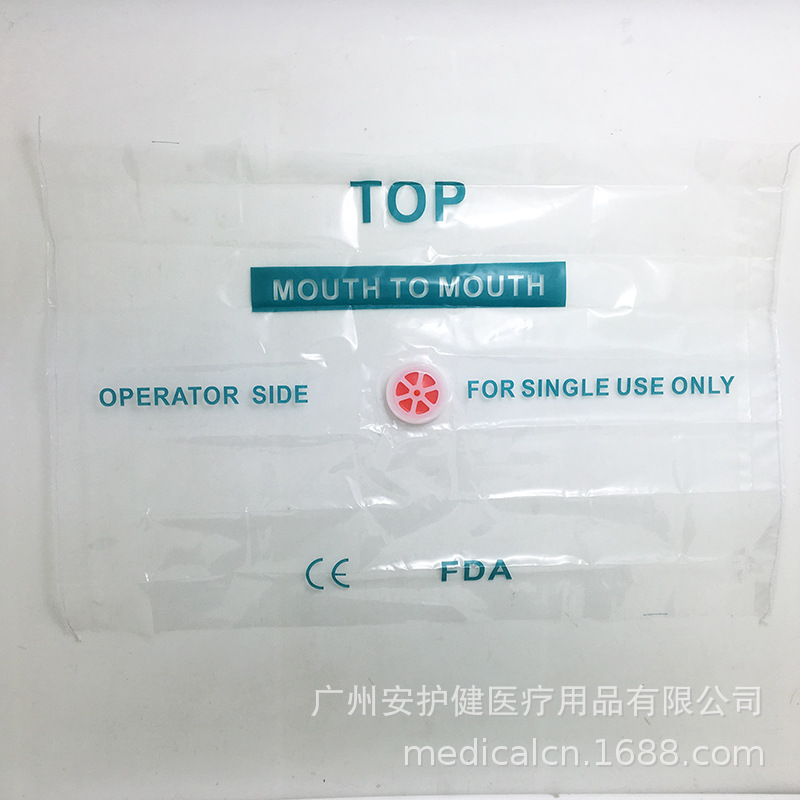 TOP
MOUTH TO MOUTH
OPERATOR SIDE
FOR SINGLE USE ONLY
CE FDA
广州安护健医疗用品有限公司
medicalcn.1688.com